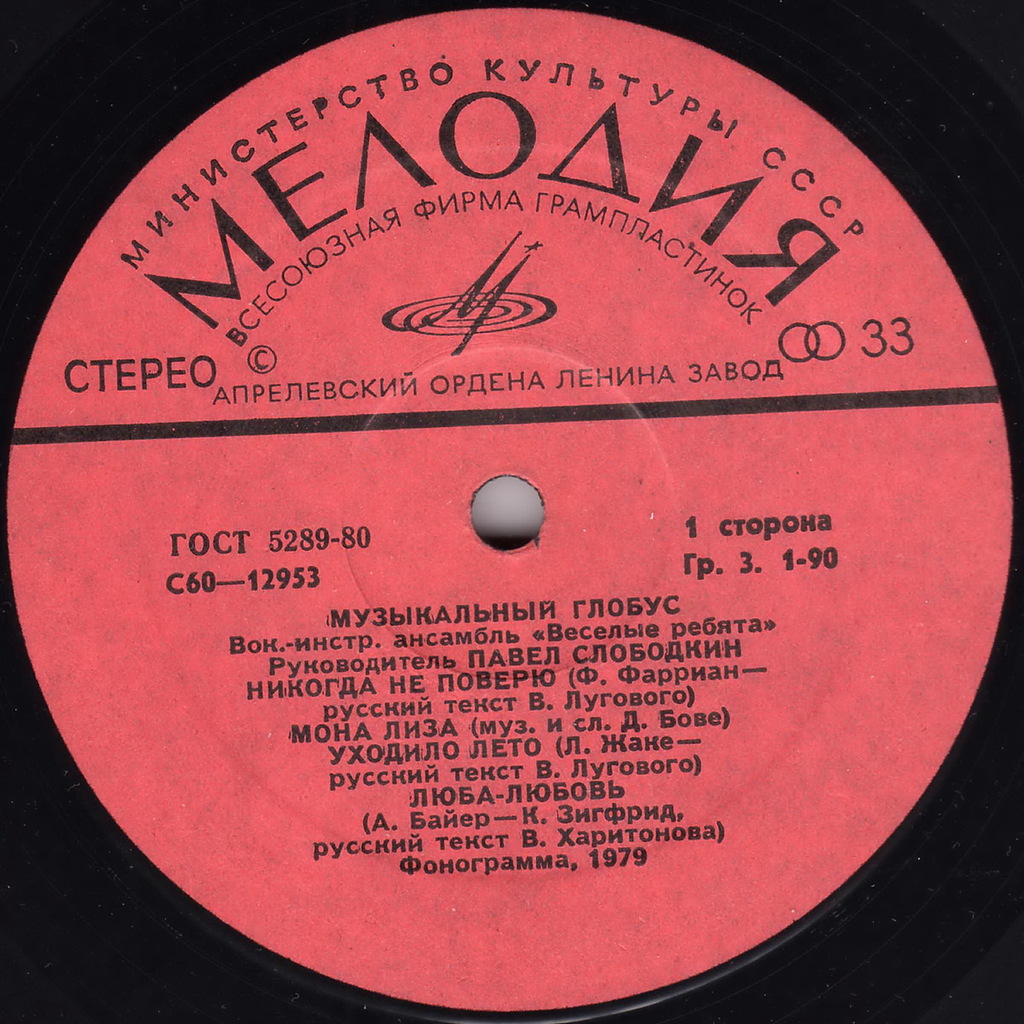 МИНИСТЕРСТВО КУЛЬТУРЫ СССР
МЕЛОДИЯ
ВСЕСОЮЗНАЯ ФИРМА ГРАМПЛАСТИНОК
СТЕРЕО © АПРЕЛЕВСКИЙ ОРДЕНА ЛЕНИНА ЗАВОД 33
ГОСТ 5289-80
С60—12953
1 сторона
Гр. 3. 1-90
МУЗЫКАЛЬНЫЙ ГЛОБУС
Вок.-инстр. ансамбль «Веселые ребята»
Руководитель ПАВЕЛ СЛОБОДКИН
НИКОГДА НЕ ПОВЕРЮ (Ф. Фарриан—
русский текст В. Лугового)
МОНА ЛИЗА (муз. и сл. Д. Бове)
УХОДИЛО ЛЕТО (Л. Жаке—
русский текст В. Лугового)
ЛЮБА-ЛЮБОВЬ
(А. Байер—К. Зигфрид,
русский текст В. Харитонова)
Фонограмма, 1979